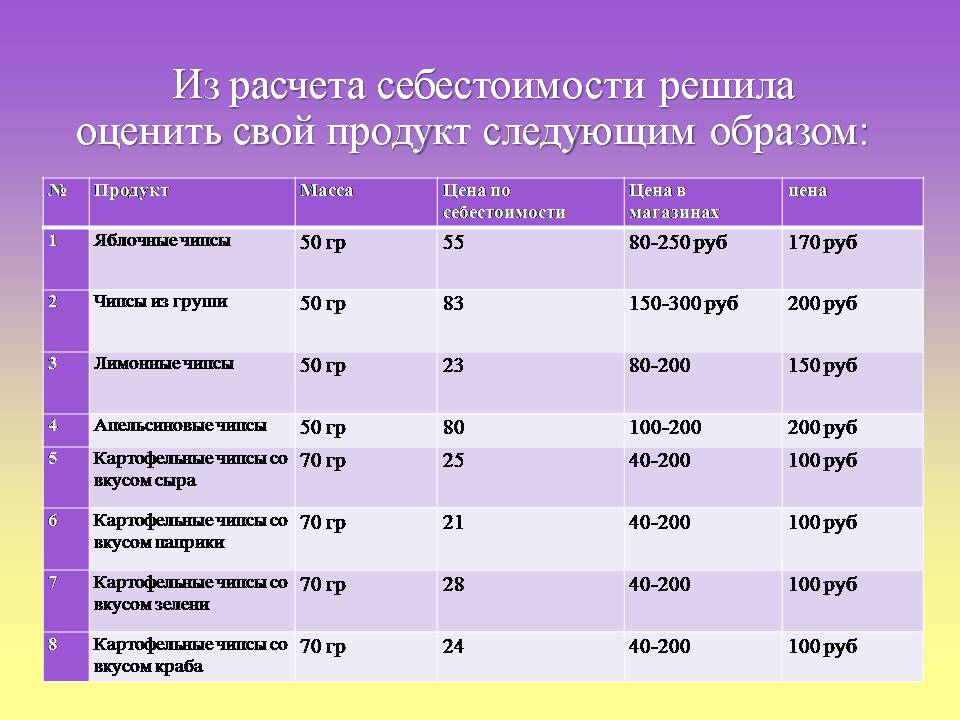 Из расчета себестоимости решила
оценить свой продукт следующим образом:
№ Продукт Масса Цена по себестоимости Цена в магазинах цена
1 Яблочные чипсы 50 гр 55 80-250 руб 170 руб
2 Чипсы из груши 50 гр 83 150-300 руб 200 руб
3 Лимонные чипсы 50 гр 23 80-200 150 руб
4 Апельсиновые чипсы 50 гр 80 100-200 200 руб
5 Картофельные чипсы со вкусом сыра 70 гр 25 40-200 100 руб
6 Картофельные чипсы со вкусом паприки 70 гр 21 40-200 100 руб
7 Картофельные чипсы со вкусом зелени 70 гр 28 40-200 100 руб
8 Картофельные чипсы со вкусом краба 70 гр 24 40-200 100 руб